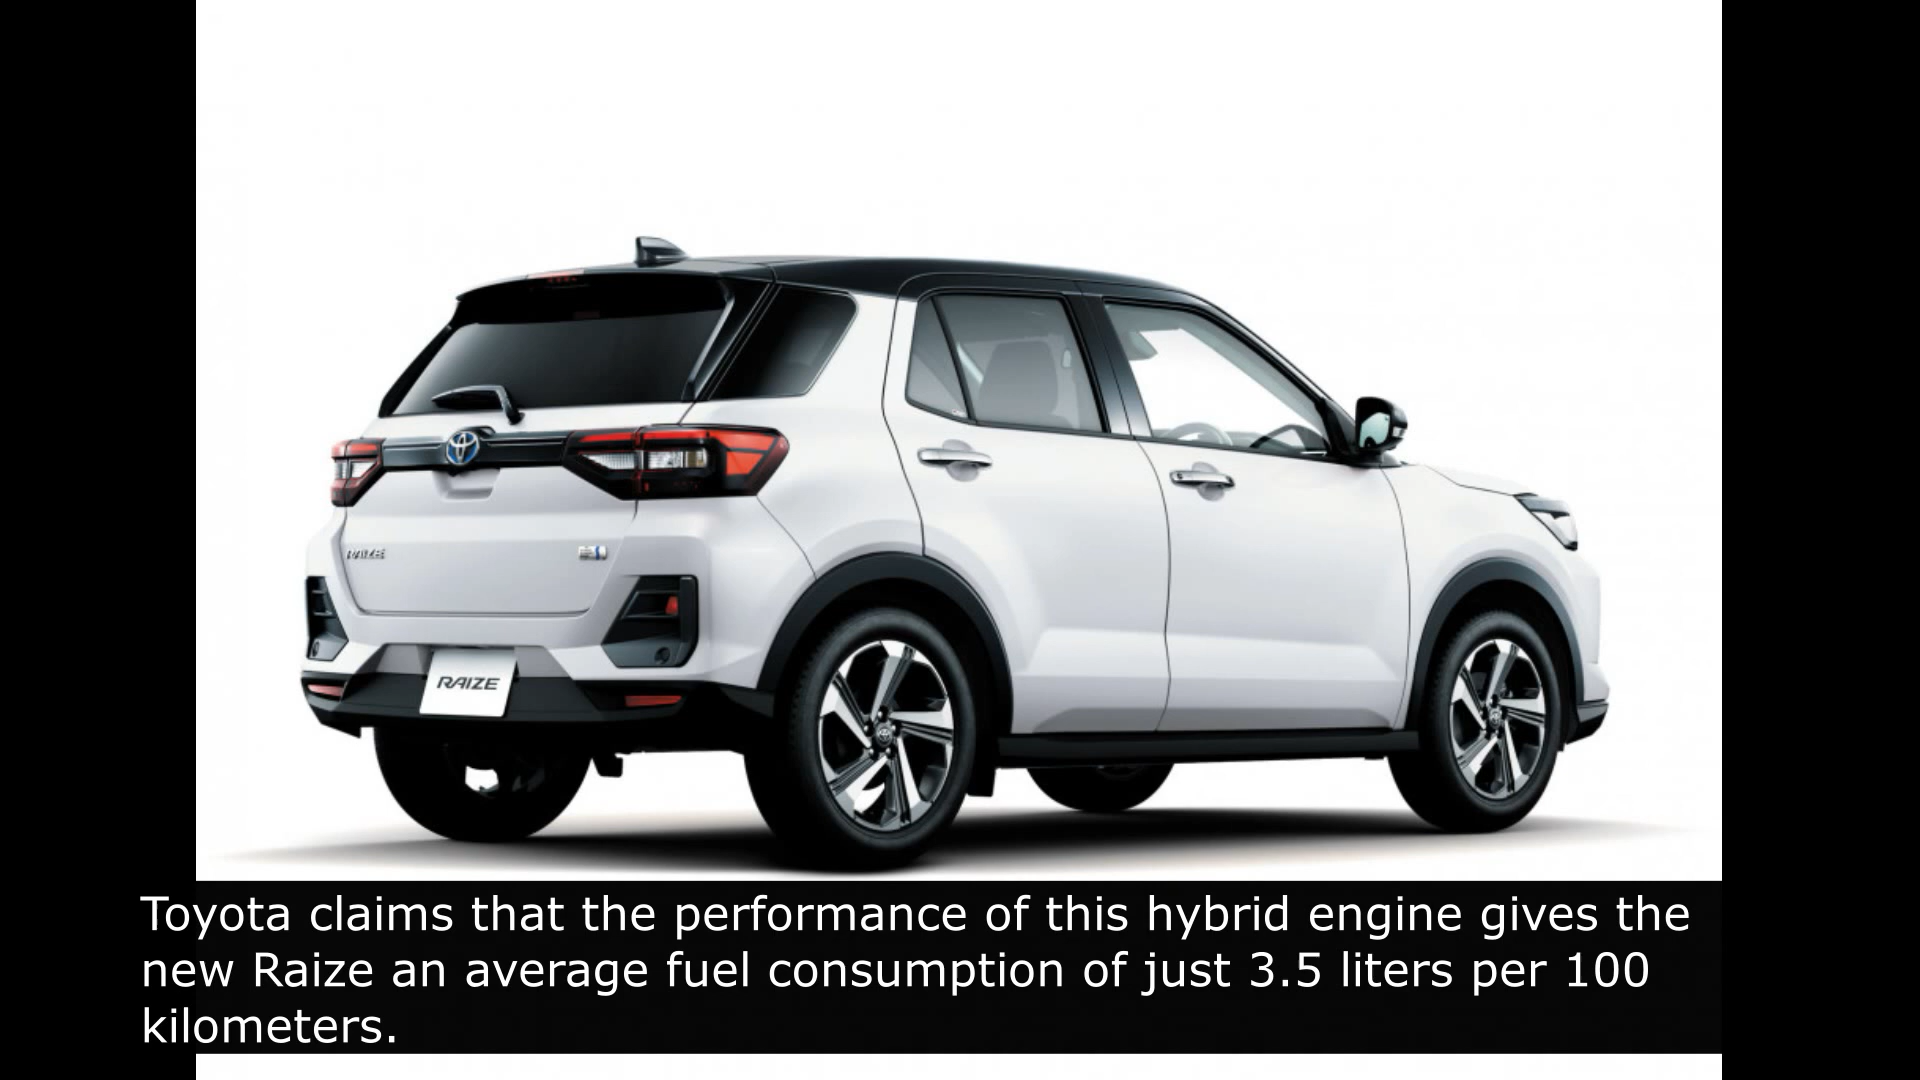 RAIZE
RAIZE
Toyota claims that the performance of this hybrid engine gives the
new Raize an average fuel consumption of just 3.5 liters per 100
kilometers.